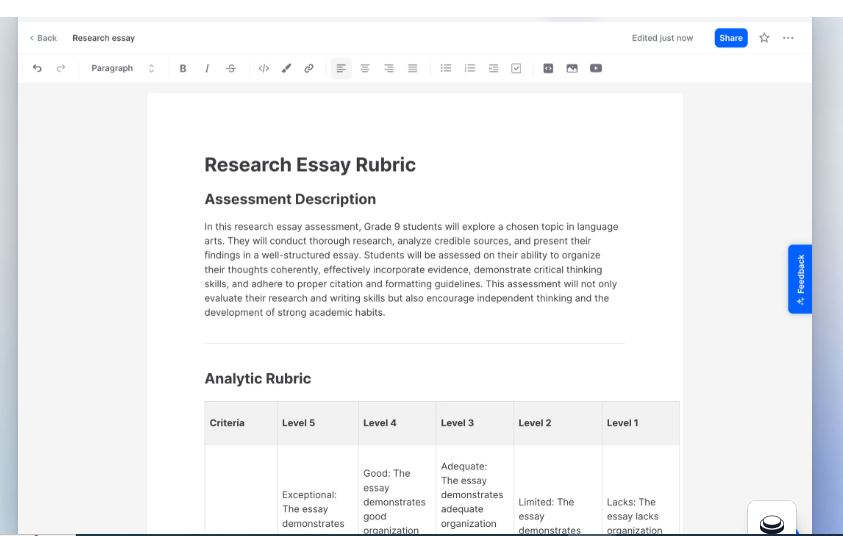 Back
Research essay
Edited just now
Share
Paragraph
B I S
Research Essay Rubric
Assessment Description
In this research essay assessment, Grade 9 students will explore a chosen topic in language
arts. They will conduct thorough research, analyze credible sources, and present their
findings in a well-structured essay. Students will be assessed on their ability to organize
their thoughts coherently, effectively incorporate evidence, demonstrate critical thinking
skills, and adhere to proper citation and formatting guidelines. This assessment will not only
evaluate their research and writing skills but also encourage independent thinking and the
development of strong academic habits.
Feedback
Analytic Rubric
Criteria
Level 5
Level 4
Level 3
Level 2
Level 1
Exceptional:
The essay
demonstrates
Good: The
essay
demonstrates
good
organization
Adequate:
The essay
demonstrates
adequate
organization
Limited: The
essay
demonstrates
Lacks: The
essay lacks
organization